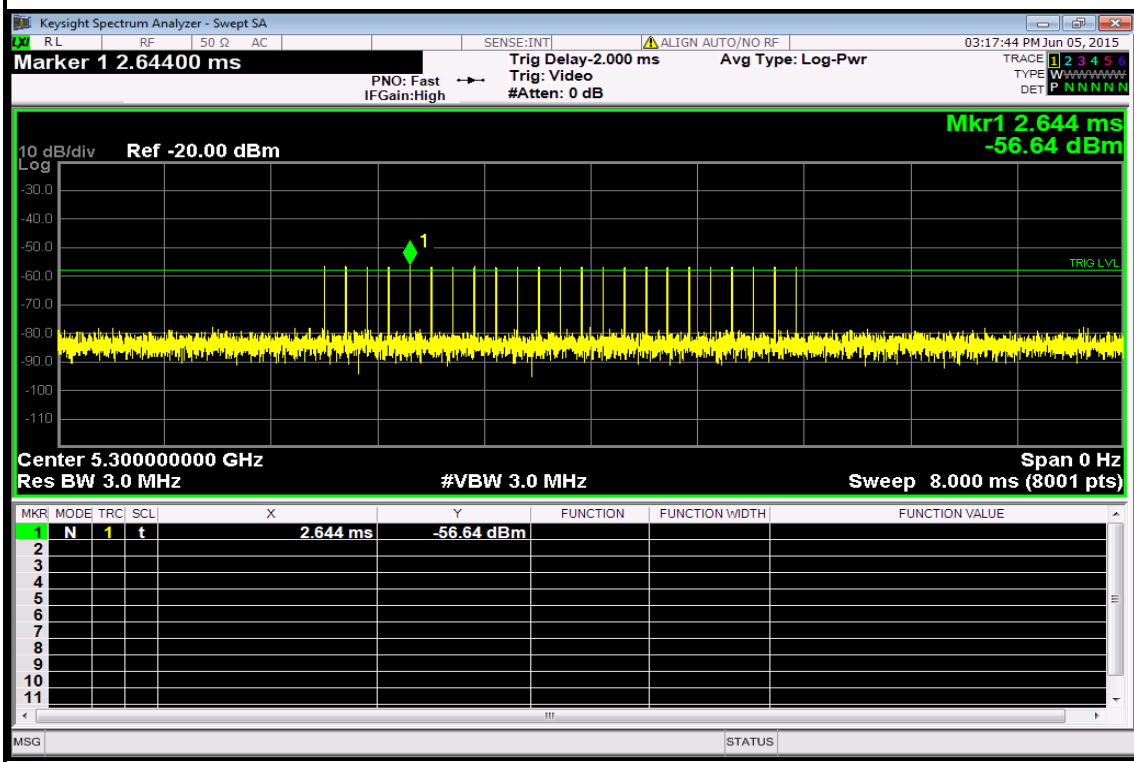 Keysight Spectrum Analyzer - Swept SA
LXI RL RF 50 Ω AC SENSE:INT ALIGN AUTO/NO RF 03:17:44 PM Jun 05, 2015
Marker 1 2.64400 ms
PNO: Fast
IFGain:High
Trig Delay-2.000 ms
Trig: Video
#Atten: 0 dB
Avg Type: Log-Pwr
TRACE 1 2 3 4 5 6
TYPE WWWWWW
DET P N N N N N
Mkr1 2.644 ms
-56.64 dBm
10 dB/div Ref -20.00 dBm
Log
-30.0
-40.0
-50.0
1
TRIG LVL
-60.0
-70.0
-80.0
-90.0
-100
-110
Center 5.300000000 GHz Span 0 Hz
Res BW 3.0 MHz #VBW 3.0 MHz Sweep 8.000 ms (8001 pts)
MKR MODE TRC SCL X Y FUNCTION FUNCTION WIDTH FUNCTION VALUE
1 N 1 t 2.644 ms -56.64 dBm
2
3
4
5
6
7
8
9
10
11
MSG STATUS